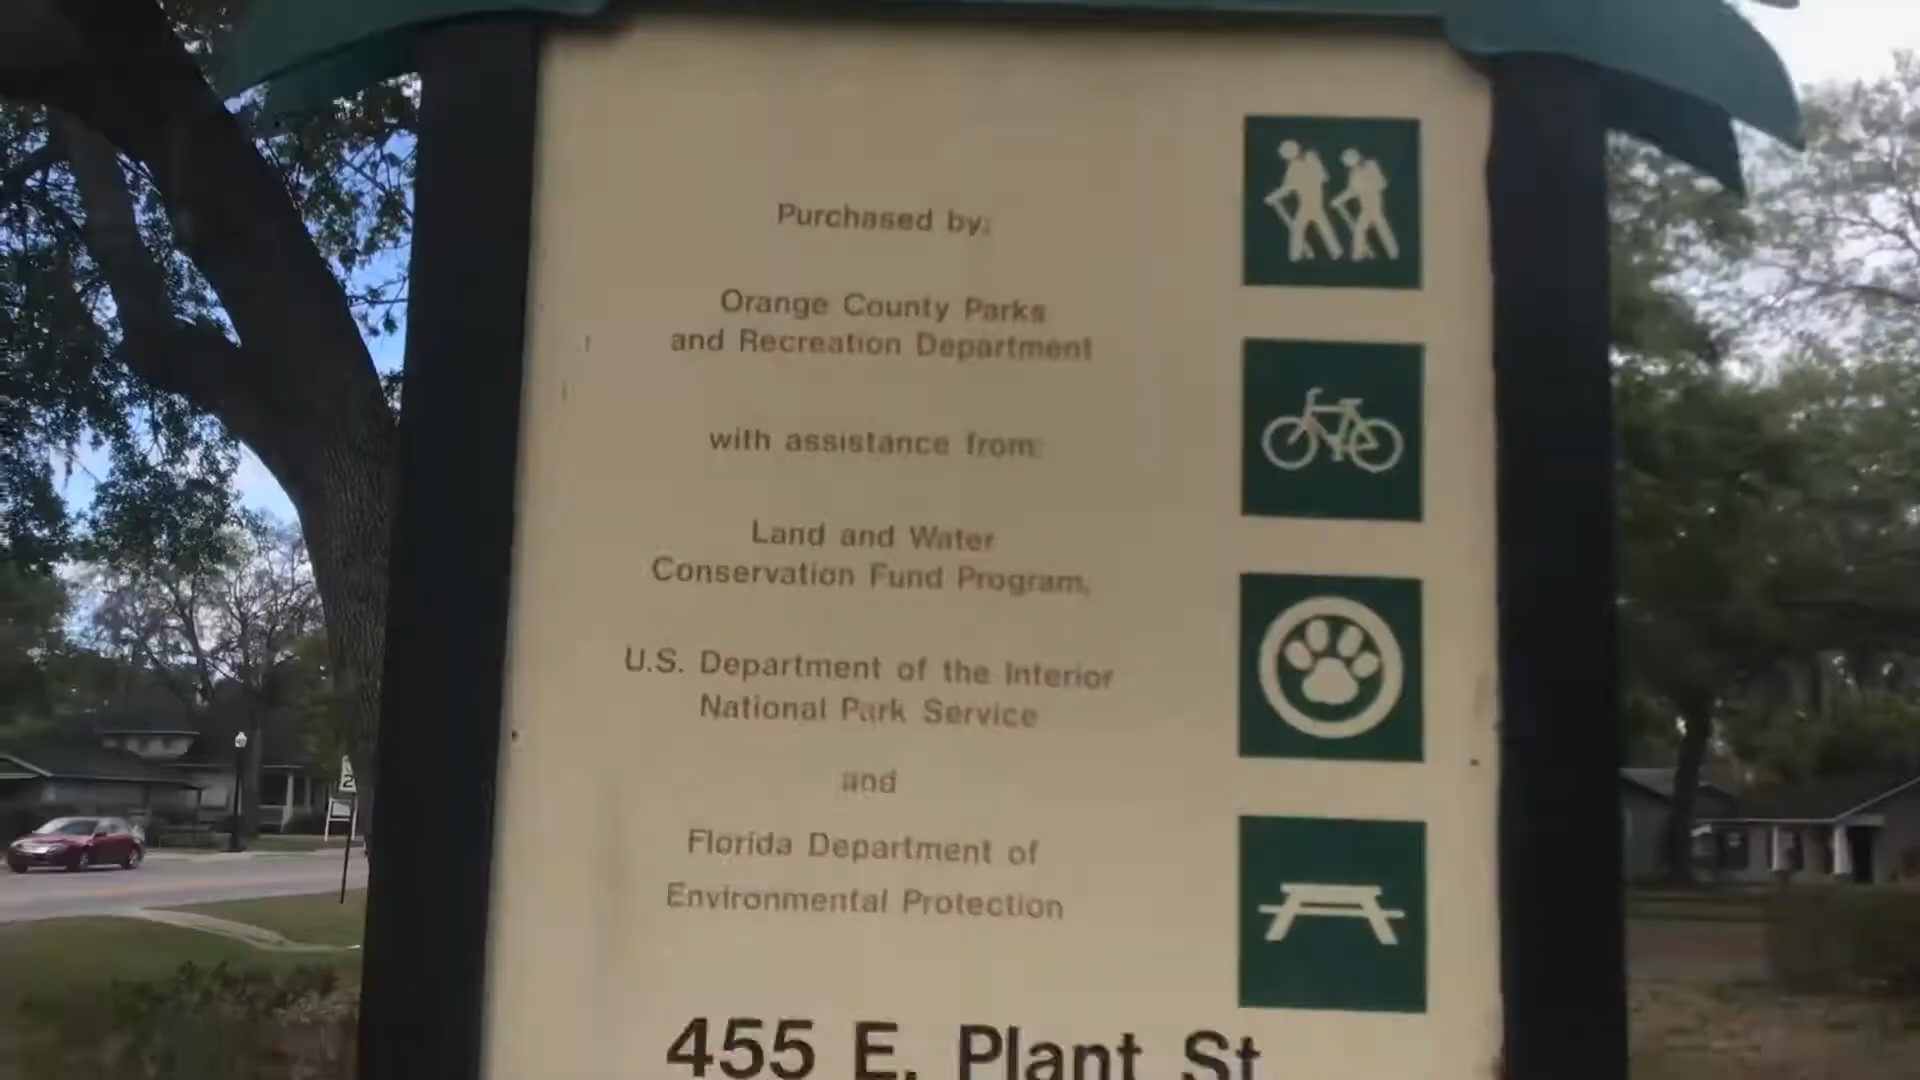 Purchased by:
Orange County Parks
and Recreation Department
with assistance from:
Land and Water
Conservation Fund Program,
U.S. Department of the Interior
National Park Service
and
Florida Department of
Environmental Protection
455 E. Plant St
2